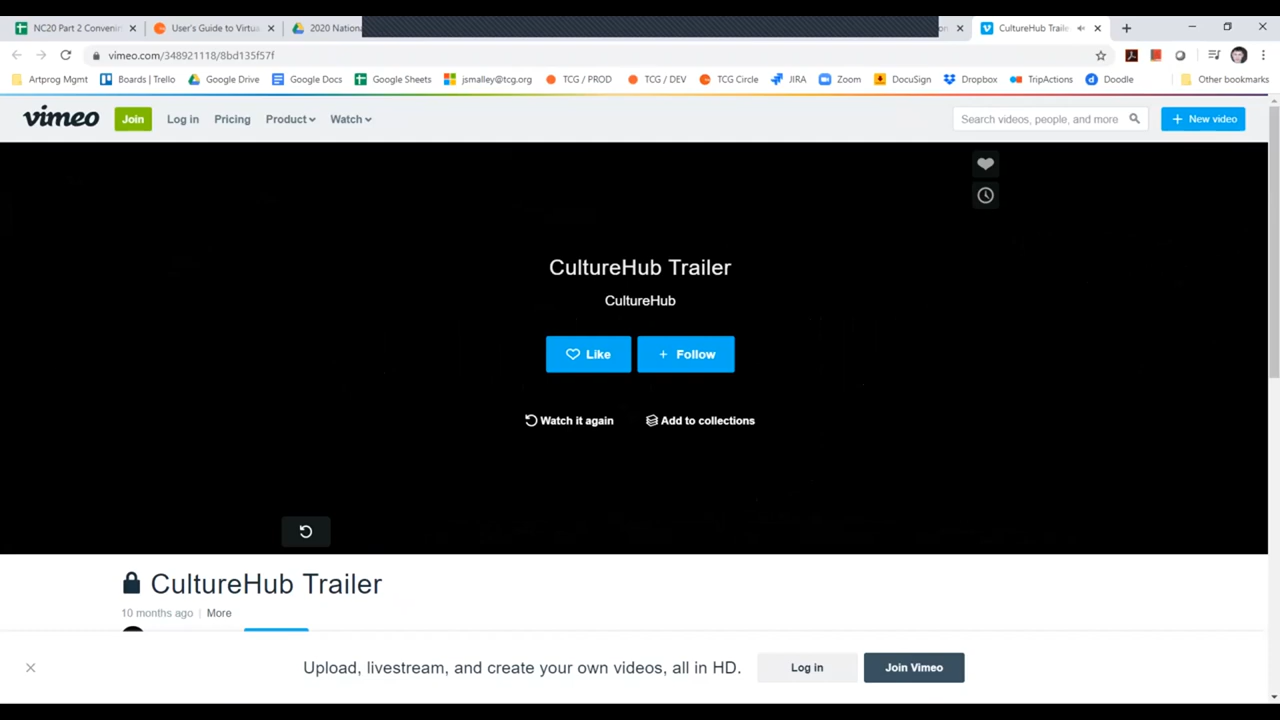 NC20 Part 2 Convenin
User's Guide to Virtua
2020 Nationa
CultureHub Traile
vimeo.com/348921118/8bd135f57f
Artprog Mgmt
Boards | Trello
Google Drive
Google Docs
Google Sheets
jsmalley@tcg.org
TCG / PROD
TCG / DEV
TCG Circle
JIRA
Zoom
DocuSign
Dropbox
TripActions
Doodle
Other bookmarks
vimeo
Join
Log in
Pricing
Product
Watch
Search videos, people, and more
+ New video
CultureHub Trailer
CultureHub
Like
+ Follow
Watch it again
Add to collections
CultureHub Trailer
10 months ago | More
Upload, livestream, and create your own videos, all in HD.
Log in
Join Vimeo